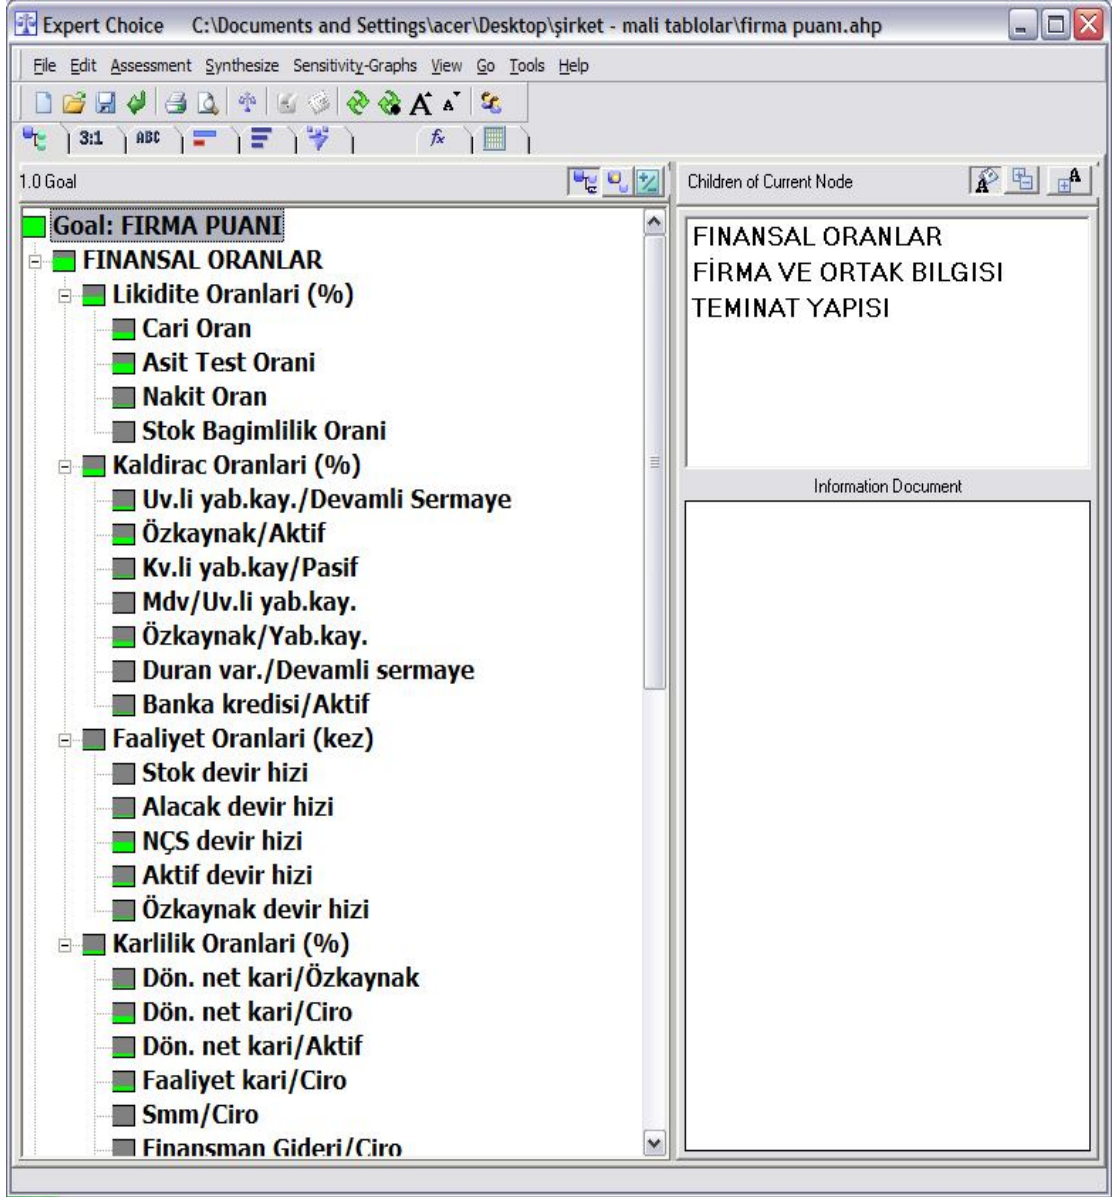 Expert Choice C:\Documents and Settings\acer\Desktop\şirket - mali tablolar\firma puanı.ahp
File Edit Assessment Synthesize Sensitivity-Graphs View Go Tools Help
3:1 ABC fx
1.0 Goal
Goal: FIRMA PUANI
FINANSAL ORANLAR
Likidite Oranlari (%)
Cari Oran
Asit Test Orani
Nakit Oran
Stok Bagimlilik Orani
Kaldirac Oranlari (%)
Uv.li yab.kay./Devamli Sermaye
Özkaynak/Aktif
Kv.li yab.kay/Pasif
Mdv/Uv.li yab.kay.
Özkaynak/Yab.kay.
Duran var./Devamli sermaye
Banka kredisi/Aktif
Faaliyet Oranlari (kez)
Stok devir hizi
Alacak devir hizi
NÇS devir hizi
Aktif devir hizi
Özkaynak devir hizi
Karlilik Oranlari (%)
Dön. net kari/Özkaynak
Dön. net kari/Ciro
Dön. net kari/Aktif
Faaliyet kari/Ciro
Smm/Ciro
Finansman Gideri/Ciro
Children of Current Node
FINANSAL ORANLAR
FİRMA VE ORTAK BILGISI
TEMINAT YAPISI
Information Document